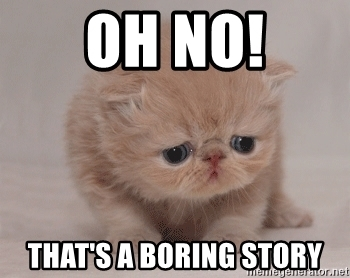 OH NO!
THAT'S A BORING STORY
memegenerator.net